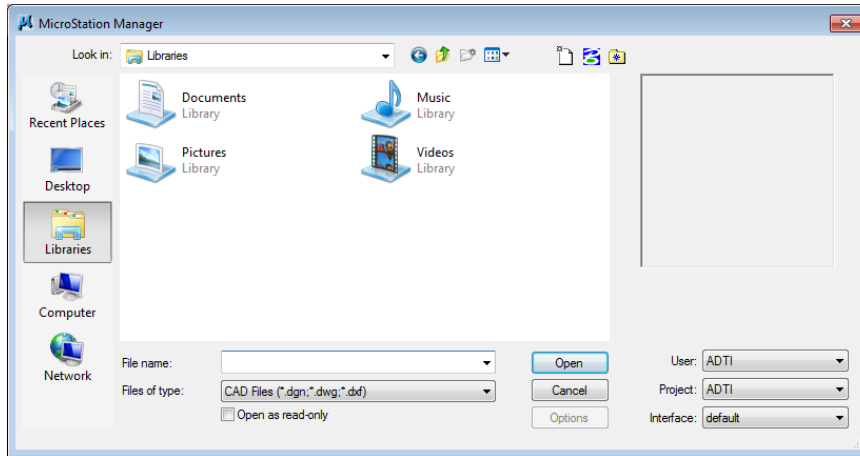 MicroStation Manager
Look in: Libraries
Recent Places
Desktop
Libraries
Computer
Network
Documents
Library
Music
Library
Pictures
Library
Videos
Library
File name: Open
Files of type: CAD Files (*.dgn;*.dwg;*.dxf) Cancel
Open as read-only Options
User: ADTI
Project: ADTI
Interface: default